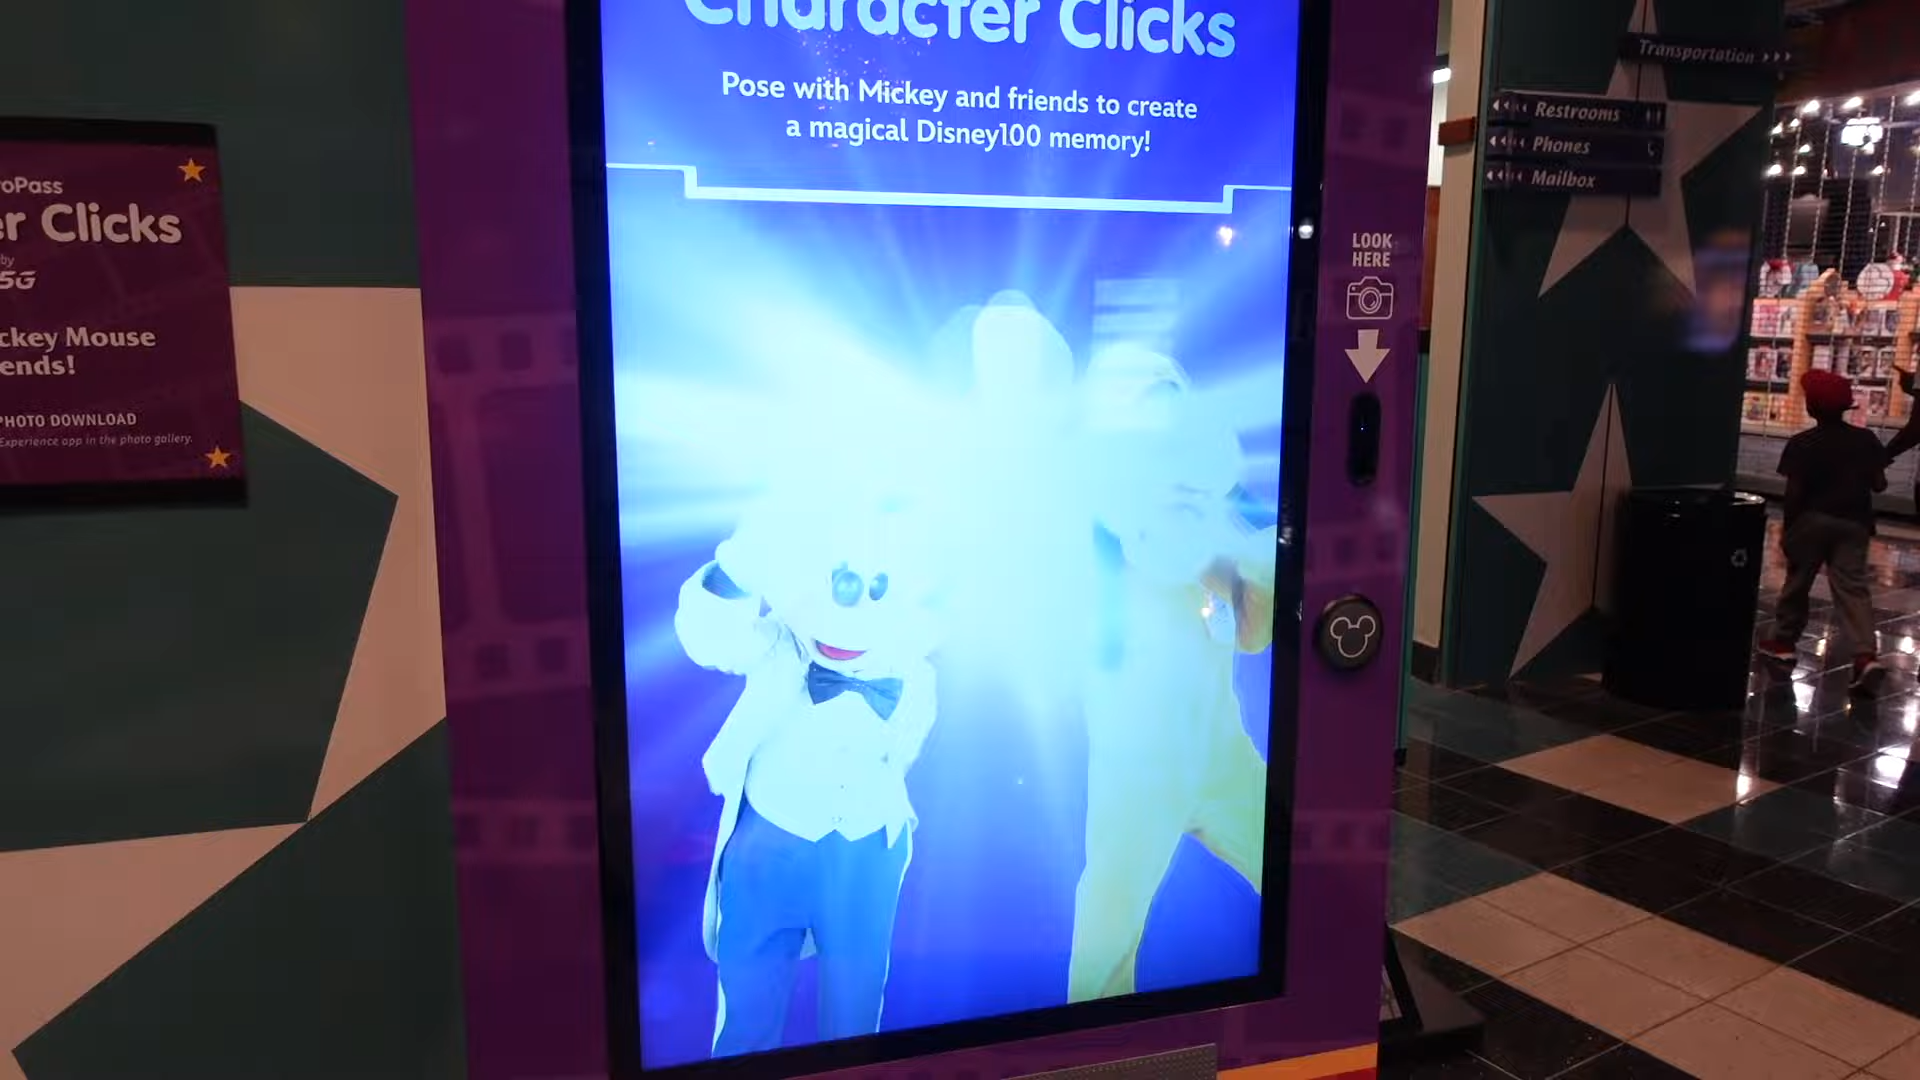 Character Clicks
Pose with Mickey and friends to create
a magical Disney100 memory!
LOOK
HERE
Transportation
Restrooms
Phones
Mailbox
oPass
er Clicks
by
5G
ckey Mouse
ends!
PHOTO DOWNLOAD
Experience app in the photo gallery.